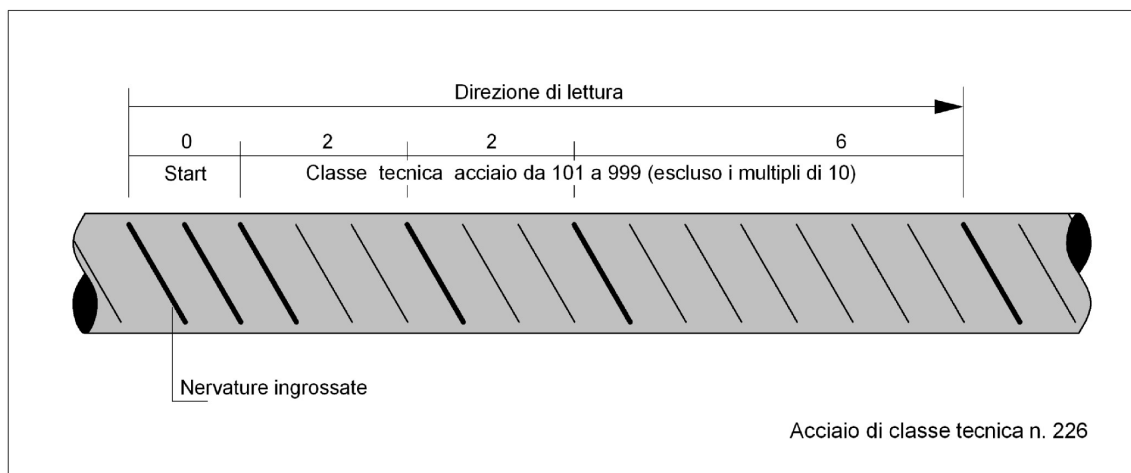 Direzione di lettura
0 2 2 6
Start Classe tecnica acciaio da 101 a 999 (escluso i multipli di 10)
Nervature ingrossate
Acciaio di classe tecnica n. 226